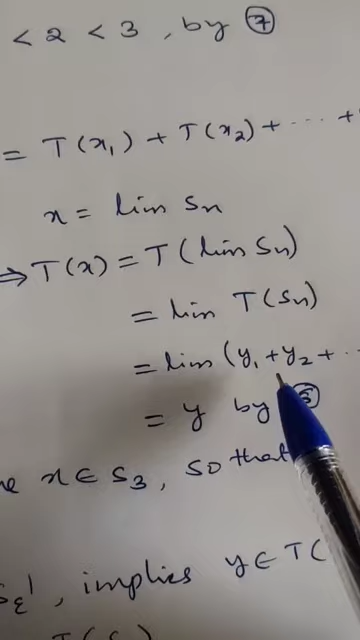 < 2 < 3 , by ⑦
= T(x₁) + T(x₂) + ··· +
x = lim Sn
⇒ T(x) = T(lim Sn)
= lim T(Sn)
= lim (y₁ + y₂ + ··
= y by
x ∈ S₃, so that
, implies y ∈ T(